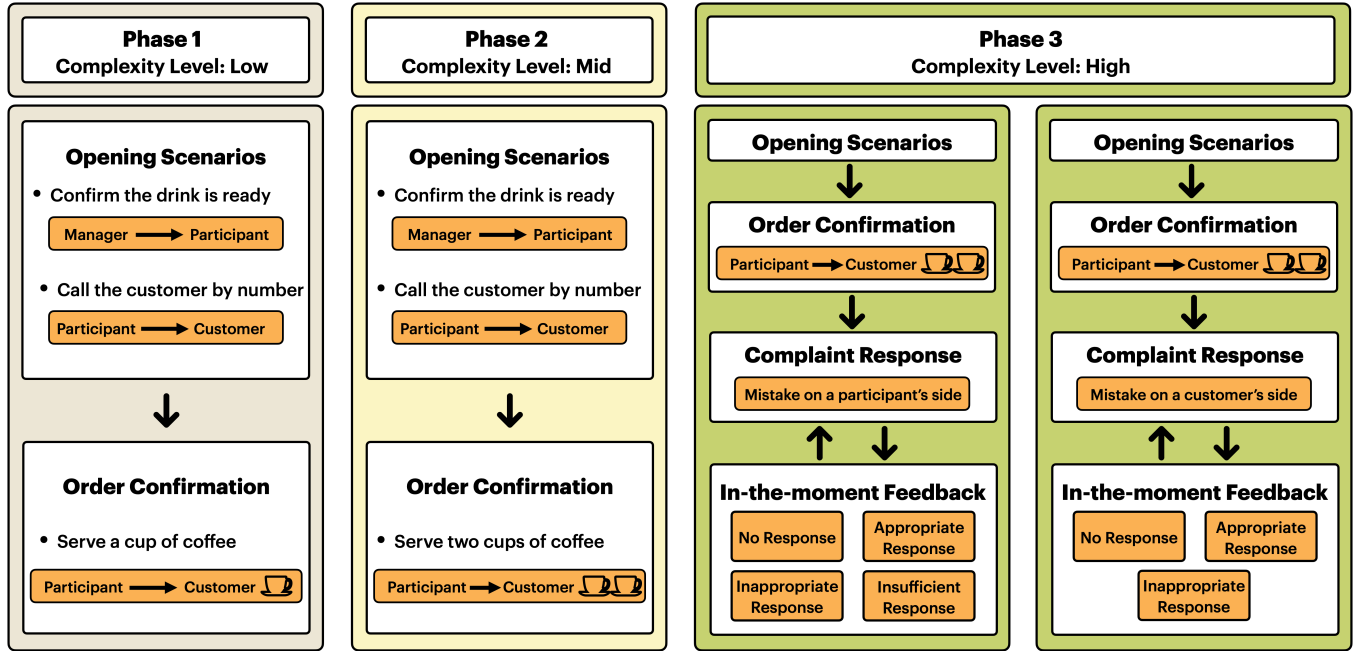 Phase 1
Complexity Level: Low
Opening Scenarios
• Confirm the drink is ready
Manager → Participant
• Call the customer by number
Participant → Customer
Order Confirmation
• Serve a cup of coffee
Participant → Customer
Phase 2
Complexity Level: Mid
Opening Scenarios
• Confirm the drink is ready
Manager → Participant
• Call the customer by number
Participant → Customer
Order Confirmation
• Serve two cups of coffee
Participant → Customer
Phase 3
Complexity Level: High
Opening Scenarios
Order Confirmation
Participant → Customer
Complaint Response
Mistake on a participant's side
In-the-moment Feedback
No Response
Appropriate
Response
Inappropriate
Response
Insufficient
Response
Opening Scenarios
Order Confirmation
Participant → Customer
Complaint Response
Mistake on a customer's side
In-the-moment Feedback
No Response
Appropriate
Response
Inappropriate
Response